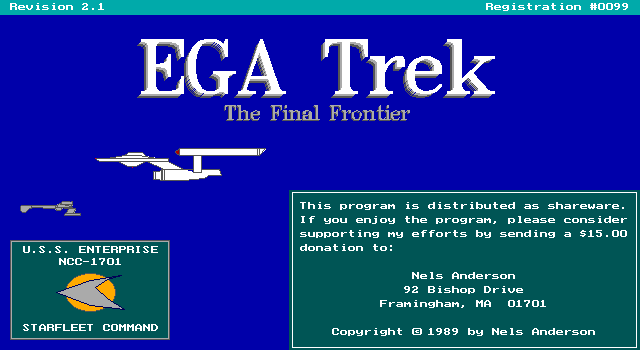 Revision 2.1
Registration #0099
EGA Trek
The Final Frontier
U.S.S. ENTERPRISE
NCC-1701
STARFLEET COMMAND
This program is distributed as shareware.
If you enjoy the program, please consider
supporting my efforts by sending a $15.00
donation to:
Nels Anderson
92 Bishop Drive
Framingham, MA  01701
Copyright © 1989 by Nels Anderson